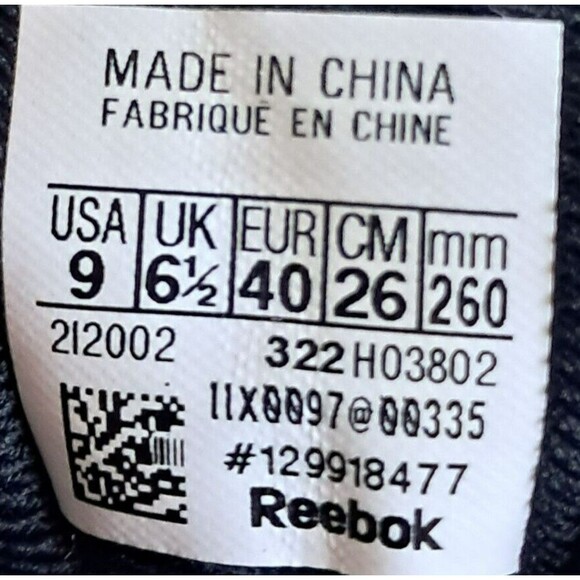 MADE IN CHINA
FABRIQUÉ EN CHINE
USA UK EUR CM mm
9 6½ 40 26 260
212002 322 H03802
11X0097@00335
#129918477
Reebok